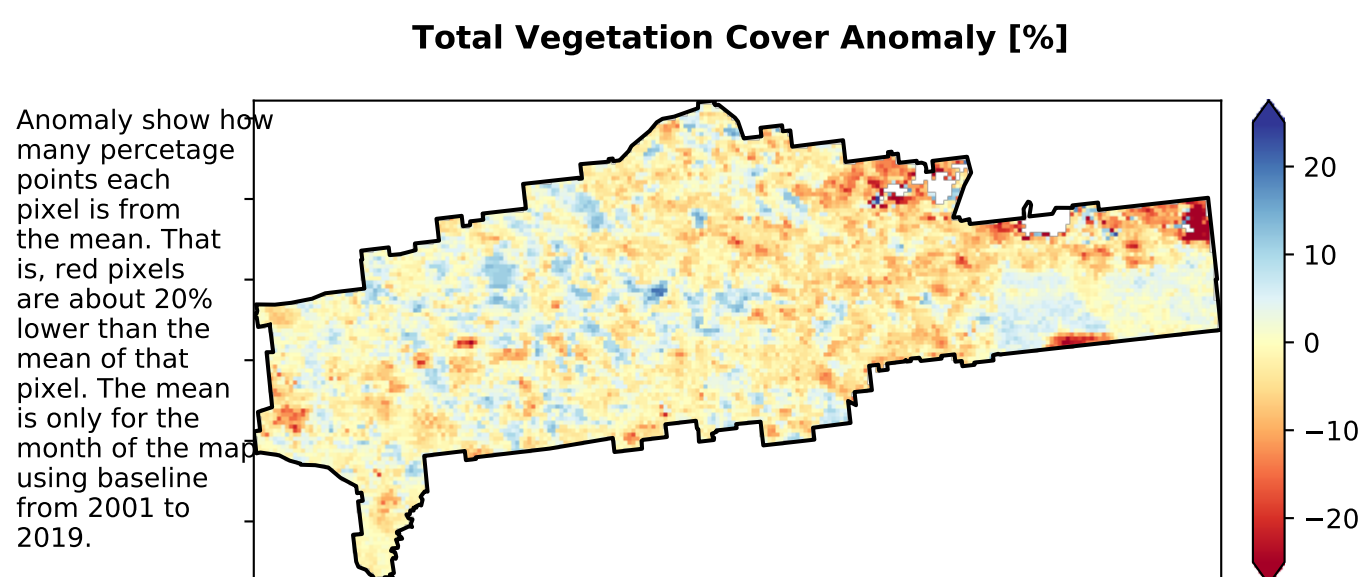 Total Vegetation Cover Anomaly [%]
Anomaly show how
many percetage
points each
pixel is from
the mean. That
is, red pixels
are about 20%
lower than the
mean of that
pixel. The mean
is only for the
month of the map
using baseline
from 2001 to
2019.
20
10
0
−10
−20